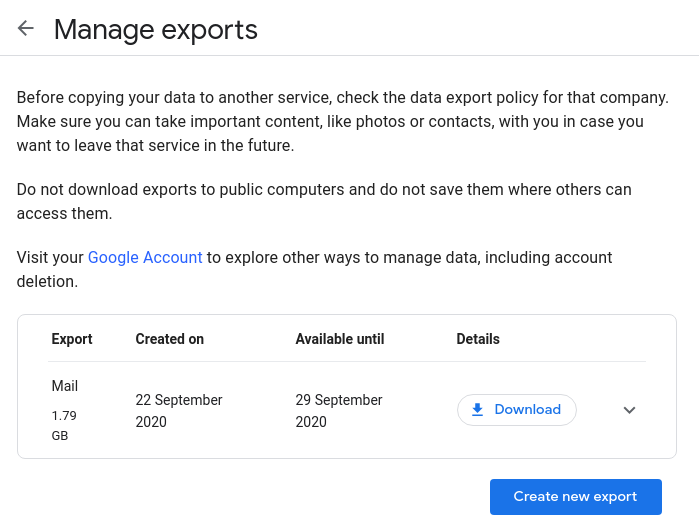 Manage exports
Before copying your data to another service, check the data export policy for that company.
Make sure you can take important content, like photos or contacts, with you in case you
want to leave that service in the future.
Do not download exports to public computers and do not save them where others can
access them.
Visit your Google Account to explore other ways to manage data, including account
deletion.
Export Created on Available until Details
Mail
1.79
GB
22 September
2020
29 September
2020
Download
Create new export